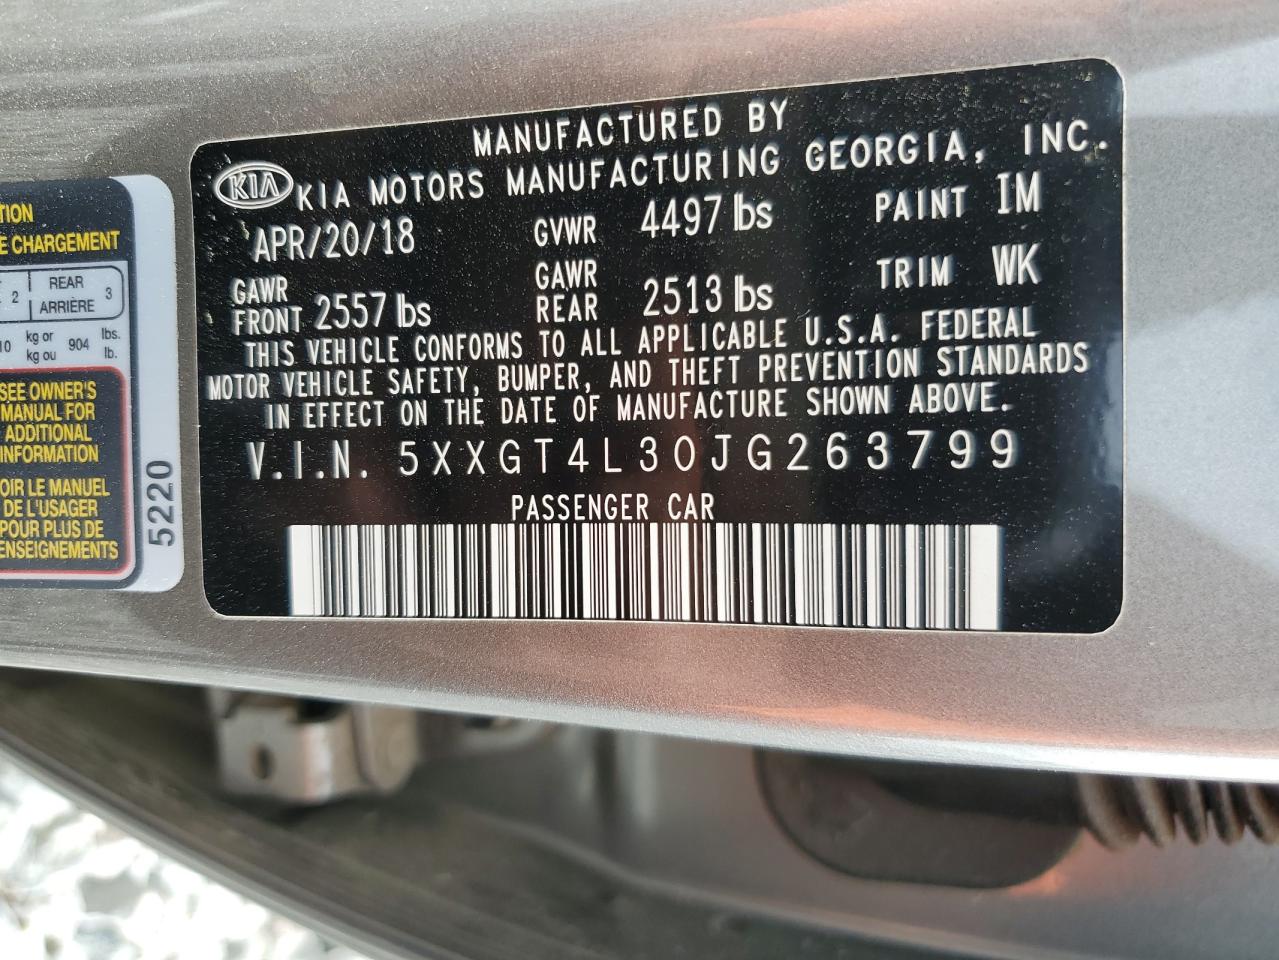 MANUFACTURED BY
KIA KIA MOTORS MANUFACTURING GEORGIA, INC.
APR/20/18 GVWR 4497 lbs PAINT IM
GAWR FRONT 2557 lbs GAWR REAR 2513 lbs TRIM WK
THIS VEHICLE CONFORMS TO ALL APPLICABLE U.S.A. FEDERAL
MOTOR VEHICLE SAFETY, BUMPER, AND THEFT PREVENTION STANDARDS
IN EFFECT ON THE DATE OF MANUFACTURE SHOWN ABOVE.
V.I.N. 5XXGT4L30JG263799
PASSENGER CAR
CHARGEMENT
2 REAR ARRIÈRE 3
kg or kg ou 904 lbs. lb.
SEE OWNER'S
MANUAL FOR
ADDITIONAL
INFORMATION
LE MANUEL
DE L'USAGER
POUR PLUS DE
5220